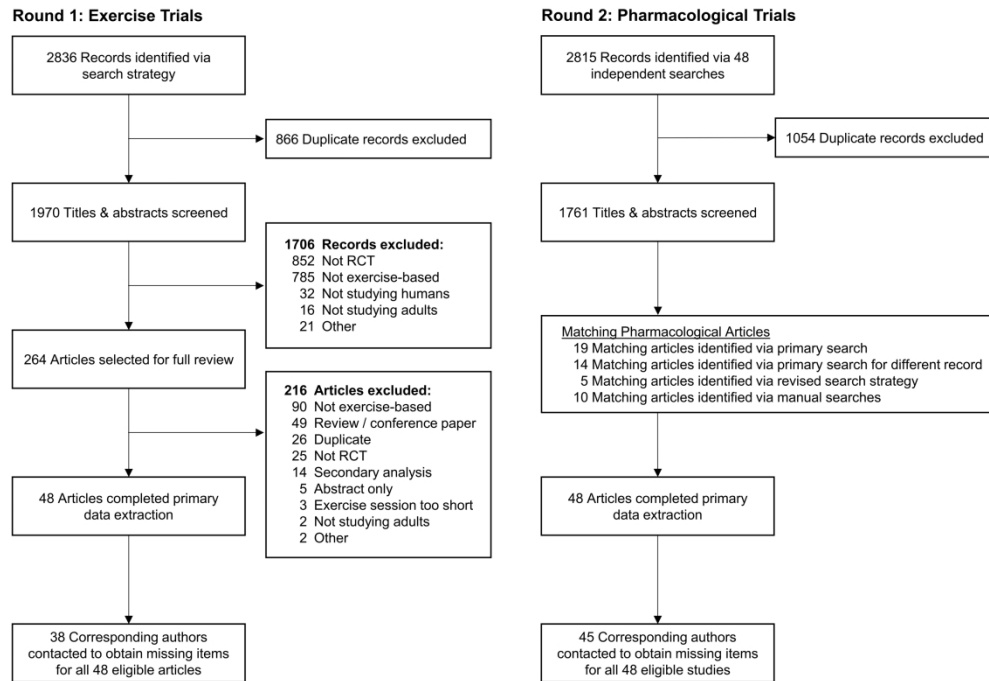 Round 1: Exercise Trials
2836 Records identified via
search strategy
866 Duplicate records excluded
1970 Titles & abstracts screened
1706 Records excluded:
852 Not RCT
785 Not exercise-based
32 Not studying humans
16 Not studying adults
21 Other
264 Articles selected for full review
216 Articles excluded:
90 Not exercise-based
49 Review / conference paper
26 Duplicate
25 Not RCT
14 Secondary analysis
5 Abstract only
3 Exercise session too short
2 Not studying adults
2 Other
48 Articles completed primary
data extraction
38 Corresponding authors
contacted to obtain missing items
for all 48 eligible articles
Round 2: Pharmacological Trials
2815 Records identified via 48
independent searches
1054 Duplicate records excluded
1761 Titles & abstracts screened
Matching Pharmacological Articles
19 Matching articles identified via primary search
14 Matching articles identified via primary search for different record
5 Matching articles identified via revised search strategy
10 Matching articles identified via manual searches
48 Articles completed primary
data extraction
45 Corresponding authors
contacted to obtain missing items
for all 48 eligible studies